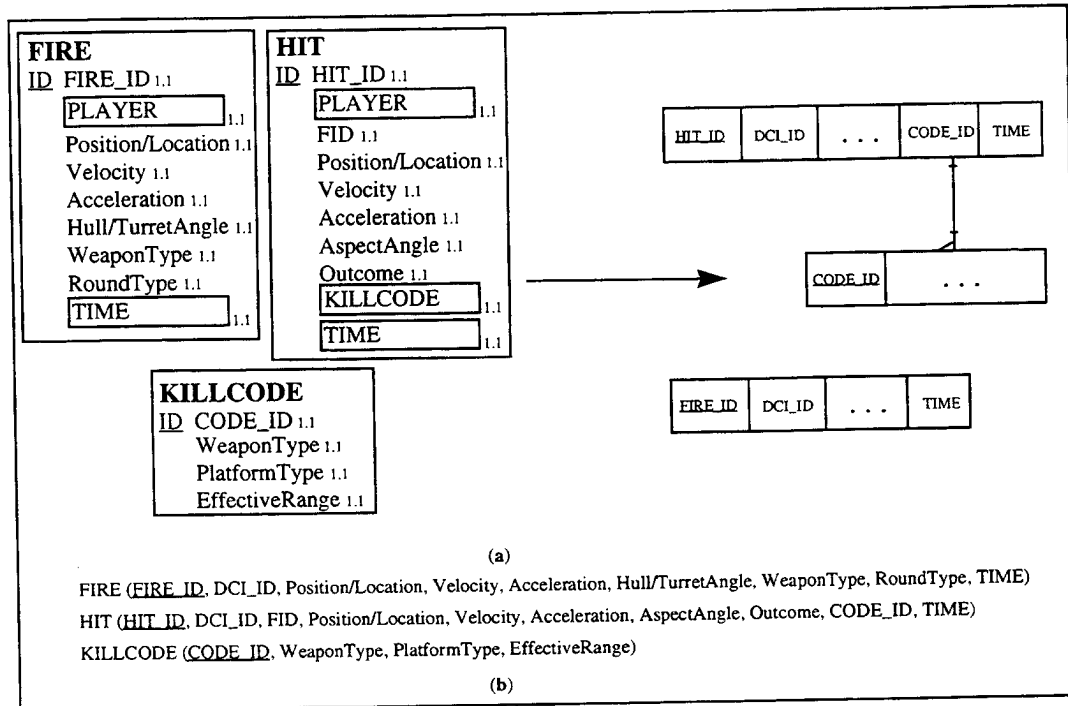 FIRE
ID FIRE_ID 1.1
PLAYER 1.1
Position/Location 1.1
Velocity 1.1
Acceleration 1.1
Hull/TurretAngle 1.1
WeaponType 1.1
RoundType 1.1
TIME 1.1
HIT
ID HIT_ID 1.1
PLAYER 1.1
FID 1.1
Position/Location 1.1
Velocity 1.1
Acceleration 1.1
AspectAngle 1.1
Outcome 1.1
KILLCODE 1.1
TIME 1.1
KILLCODE
ID CODE_ID 1.1
WeaponType 1.1
PlatformType 1.1
EffectiveRange 1.1
HIT_ID DCI_ID . . . CODE_ID TIME
CODE_ID . . .
FIRE_ID DCI_ID . . . TIME
(a)
FIRE (FIRE_ID, DCI_ID, Position/Location, Velocity, Acceleration, Hull/TurretAngle, WeaponType, RoundType, TIME)
HIT (HIT_ID, DCI_ID, FID, Position/Location, Velocity, Acceleration, AspectAngle, Outcome, CODE_ID, TIME)
KILLCODE (CODE_ID, WeaponType, PlatformType, EffectiveRange)
(b)